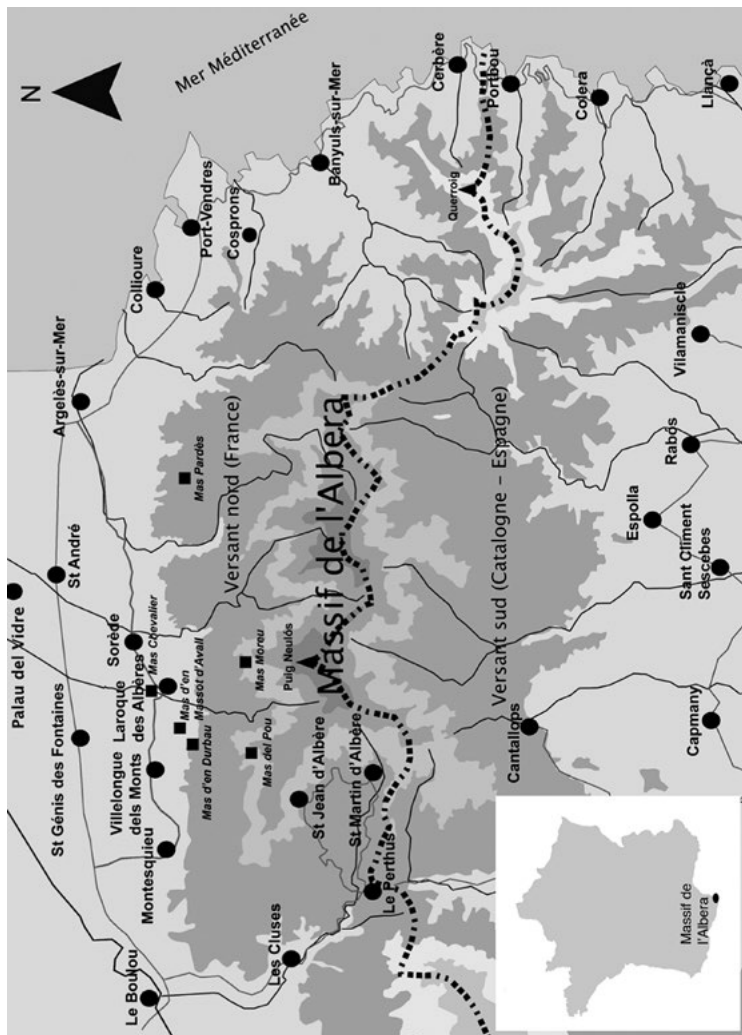 N
Mer Méditerranée
Palau del Vidre
St Génis des Fontaines
St André
Argelès-sur-Mer
Collioure
Port-Vendres
Cosprons
Banyuls-sur-Mer
Cerbère
Portbou
Colera
Llançà
Querroig
Le Boulou
Montesquieu
Villelongue
dels Monts
Laroque
des Albères
Sorède
Mas Chevalier
Mas d'en
Massot d'Avall
Mas d'en Durbau
Mas del Pou
Mas Moreu
Mas Pardès
Versant nord (France)
Puig Neulós
Massif de l'Albera
St Jean d'Albère
St Martin d'Albère
Les Cluses
Le Perthus
Versant sud (Catalogne – Espagne)
Cantallops
Capmany
Espolla
Sant Climent
Sescebes
Rabós
Vilamaniscle
Massif de
l'Albera